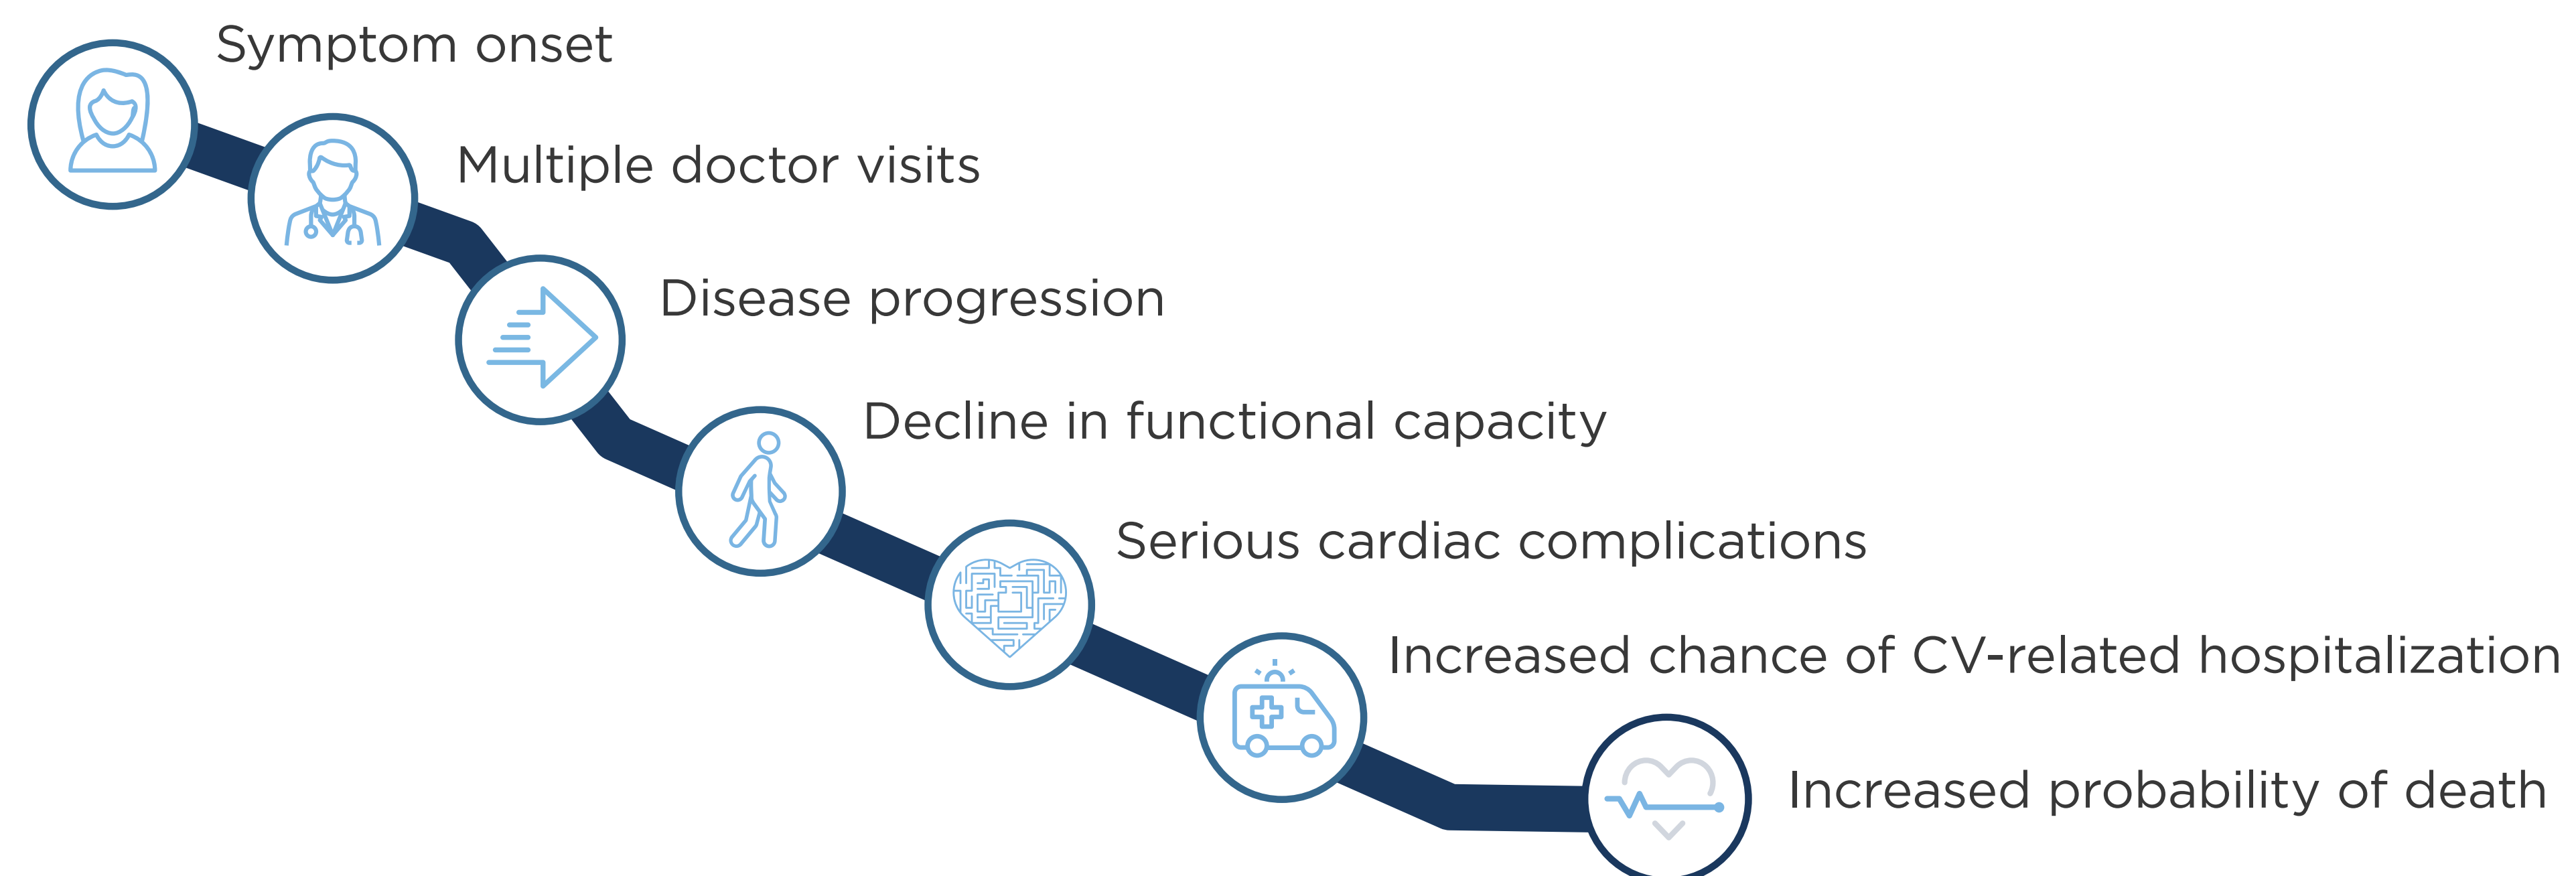 Symptom onset
Multiple doctor visits
Disease progression
Decline in functional capacity
Serious cardiac complications
Increased chance of CV-related hospitalization
Increased probability of death